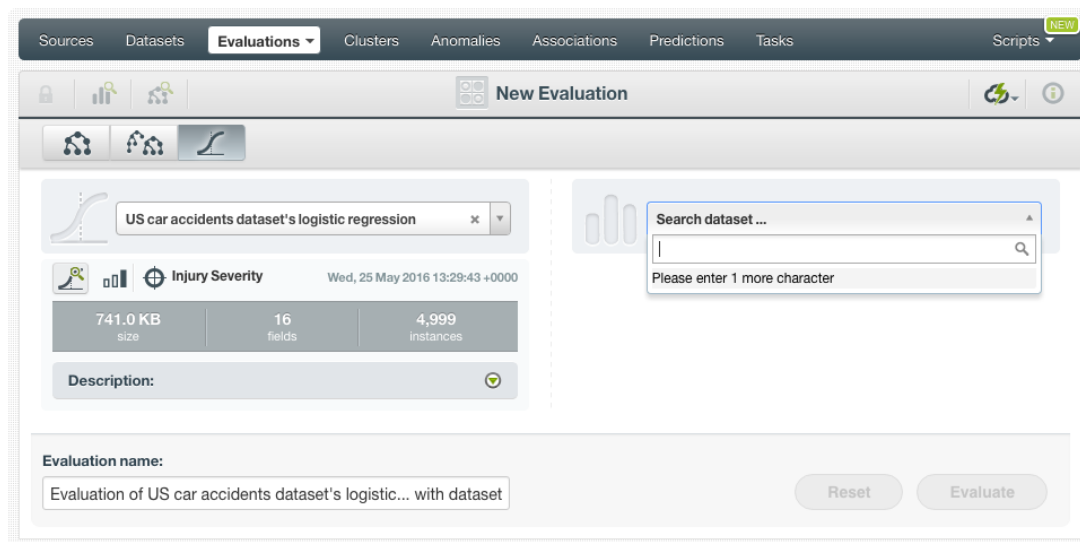 NEW
Sources Datasets Evaluations Clusters Anomalies Associations Predictions Tasks Scripts
New Evaluation
US car accidents dataset's logistic regression
Search dataset ...
Please enter 1 more character
Injury Severity Wed, 25 May 2016 13:29:43 +0000
741.0 KB 16 4,999
size fields instances
Description:
Evaluation name:
Evaluation of US car accidents dataset's logistic... with dataset
Reset Evaluate